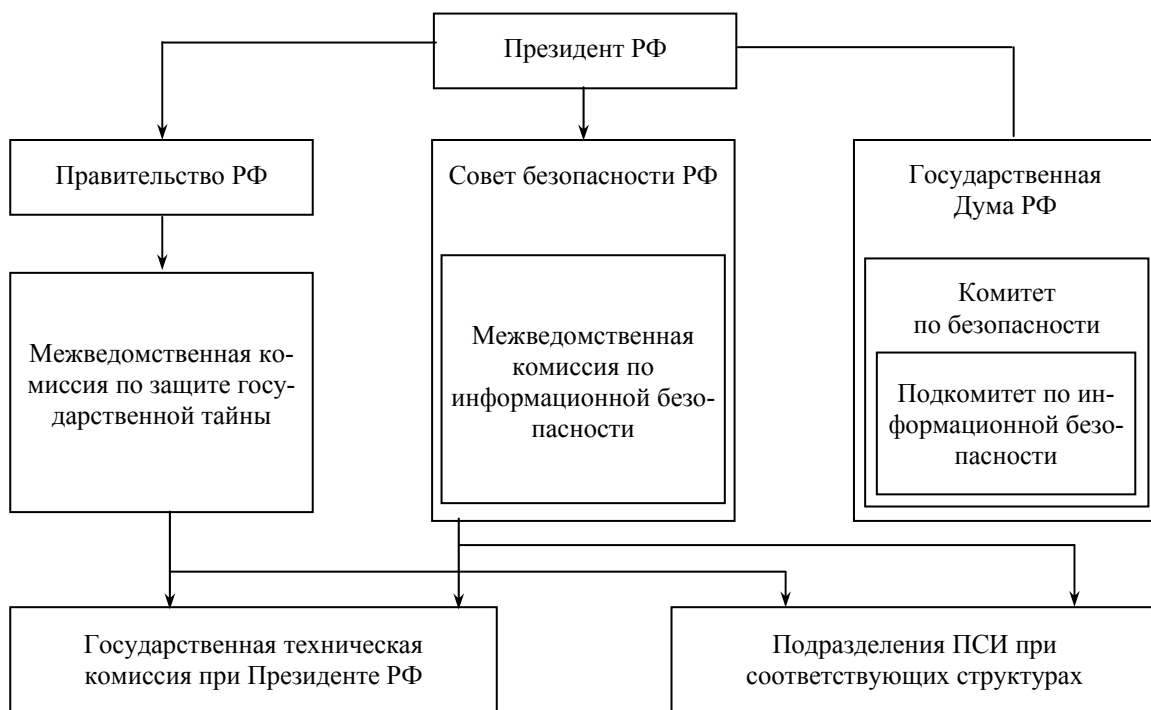 Президент РФ
Правительство РФ
Совет безопасности РФ
Государственная
Дума РФ
Межведомственная ко-
миссия по защите госу-
дарственной тайны
Межведомственная
комиссия по
информационной безо-
пасности
Комитет
по безопасности
Подкомитет по ин-
формационной безо-
пасности
Государственная техническая
комиссия при Президенте РФ
Подразделения ПСИ при
соответствующих структурах